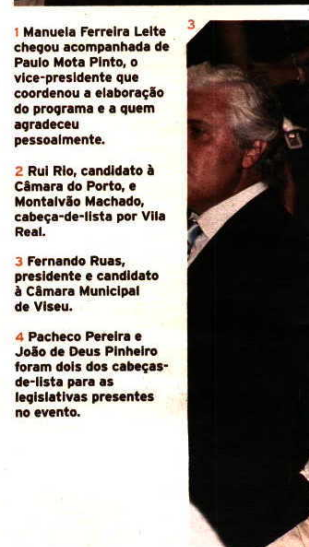 1 Manuela Ferreira Leite
chegou acompanhada de
Paulo Mota Pinto, o
vice-presidente que
coordenou a elaboração
do programa e a quem
agradeceu
pessoalmente.
2 Rui Rio, candidato à
Câmara do Porto, e
Montalvão Machado,
cabeça-de-lista por Vila
Real.
3 Fernando Ruas,
presidente e candidato
à Câmara Municipal
de Viseu.
4 Pacheco Pereira e
João de Deus Pinheiro
foram dois dos cabeças-
de-lista para as
legislativas presentes
no evento.
3